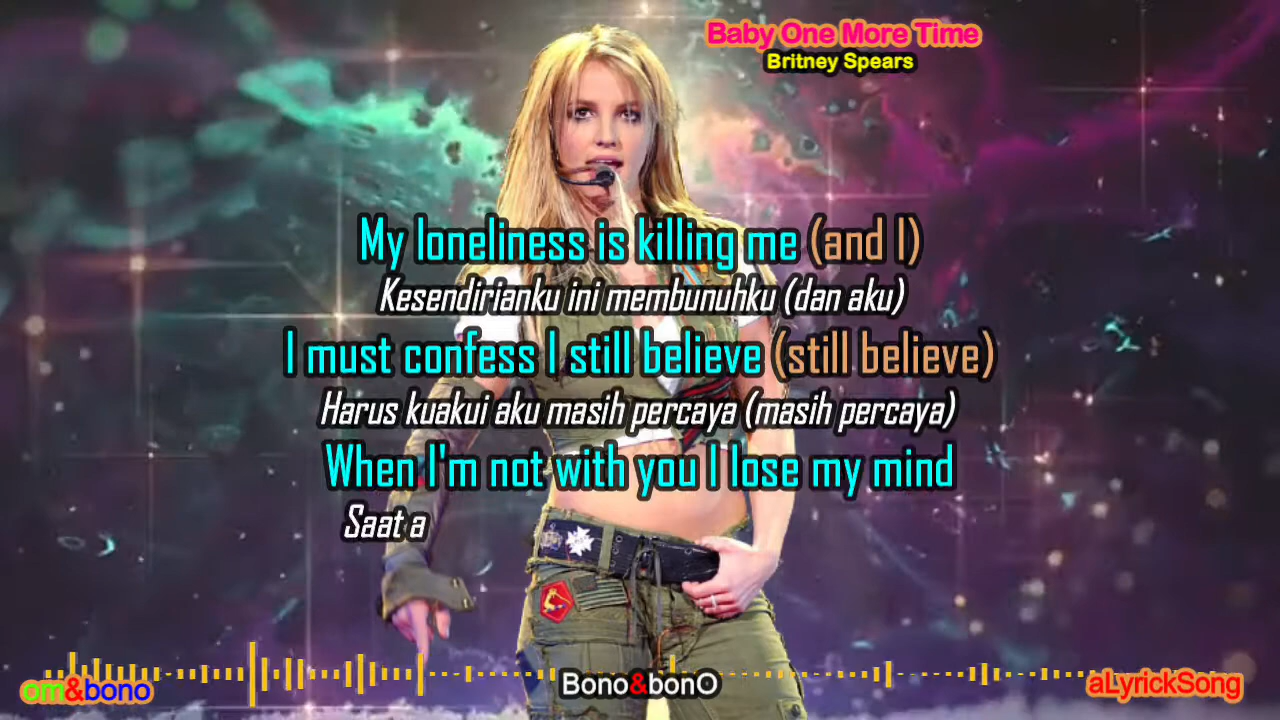 Baby One More Time
Britney Spears
My loneliness is killing me (and I)
Kesendirianku ini membunuhku (dan aku)
I must confess I still believe (still believe)
Harus kuakui aku masih percaya (masih percaya)
When I'm not with you I lose my mind
Saat a
om&bono
Bono&bonO
aLyrickSong